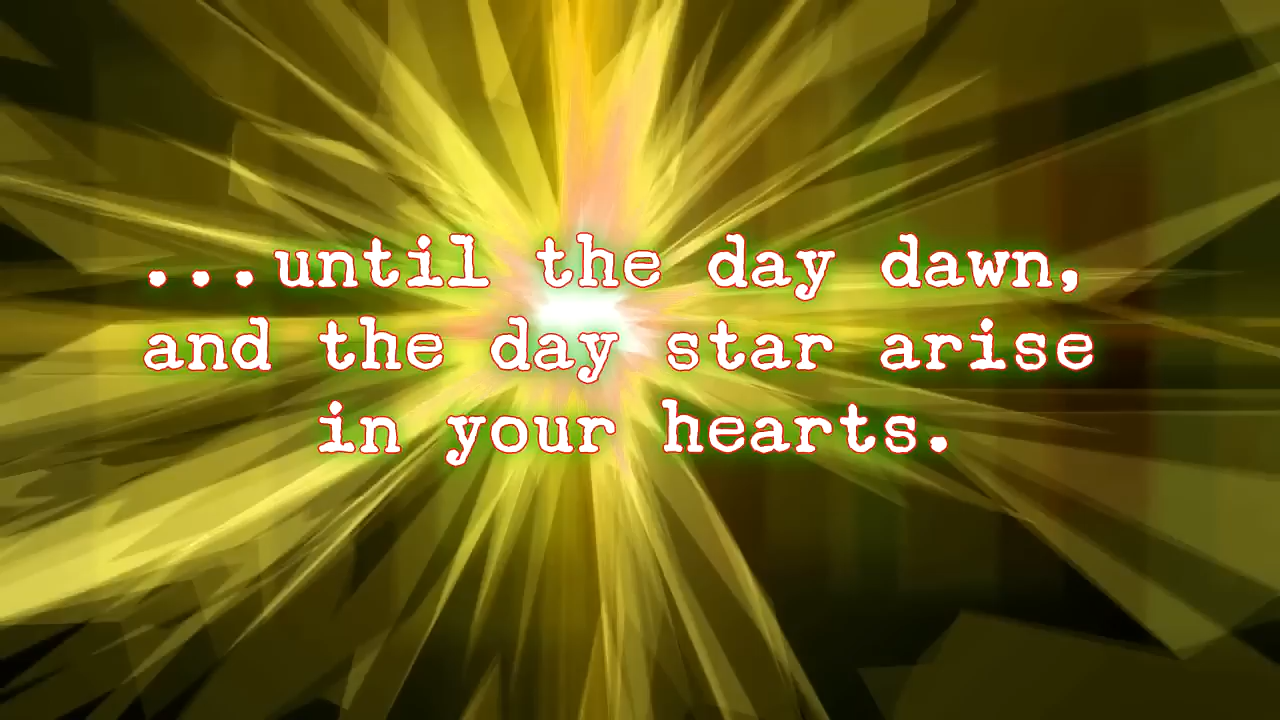 ...until the day dawn,
and the day star arise
in your hearts.